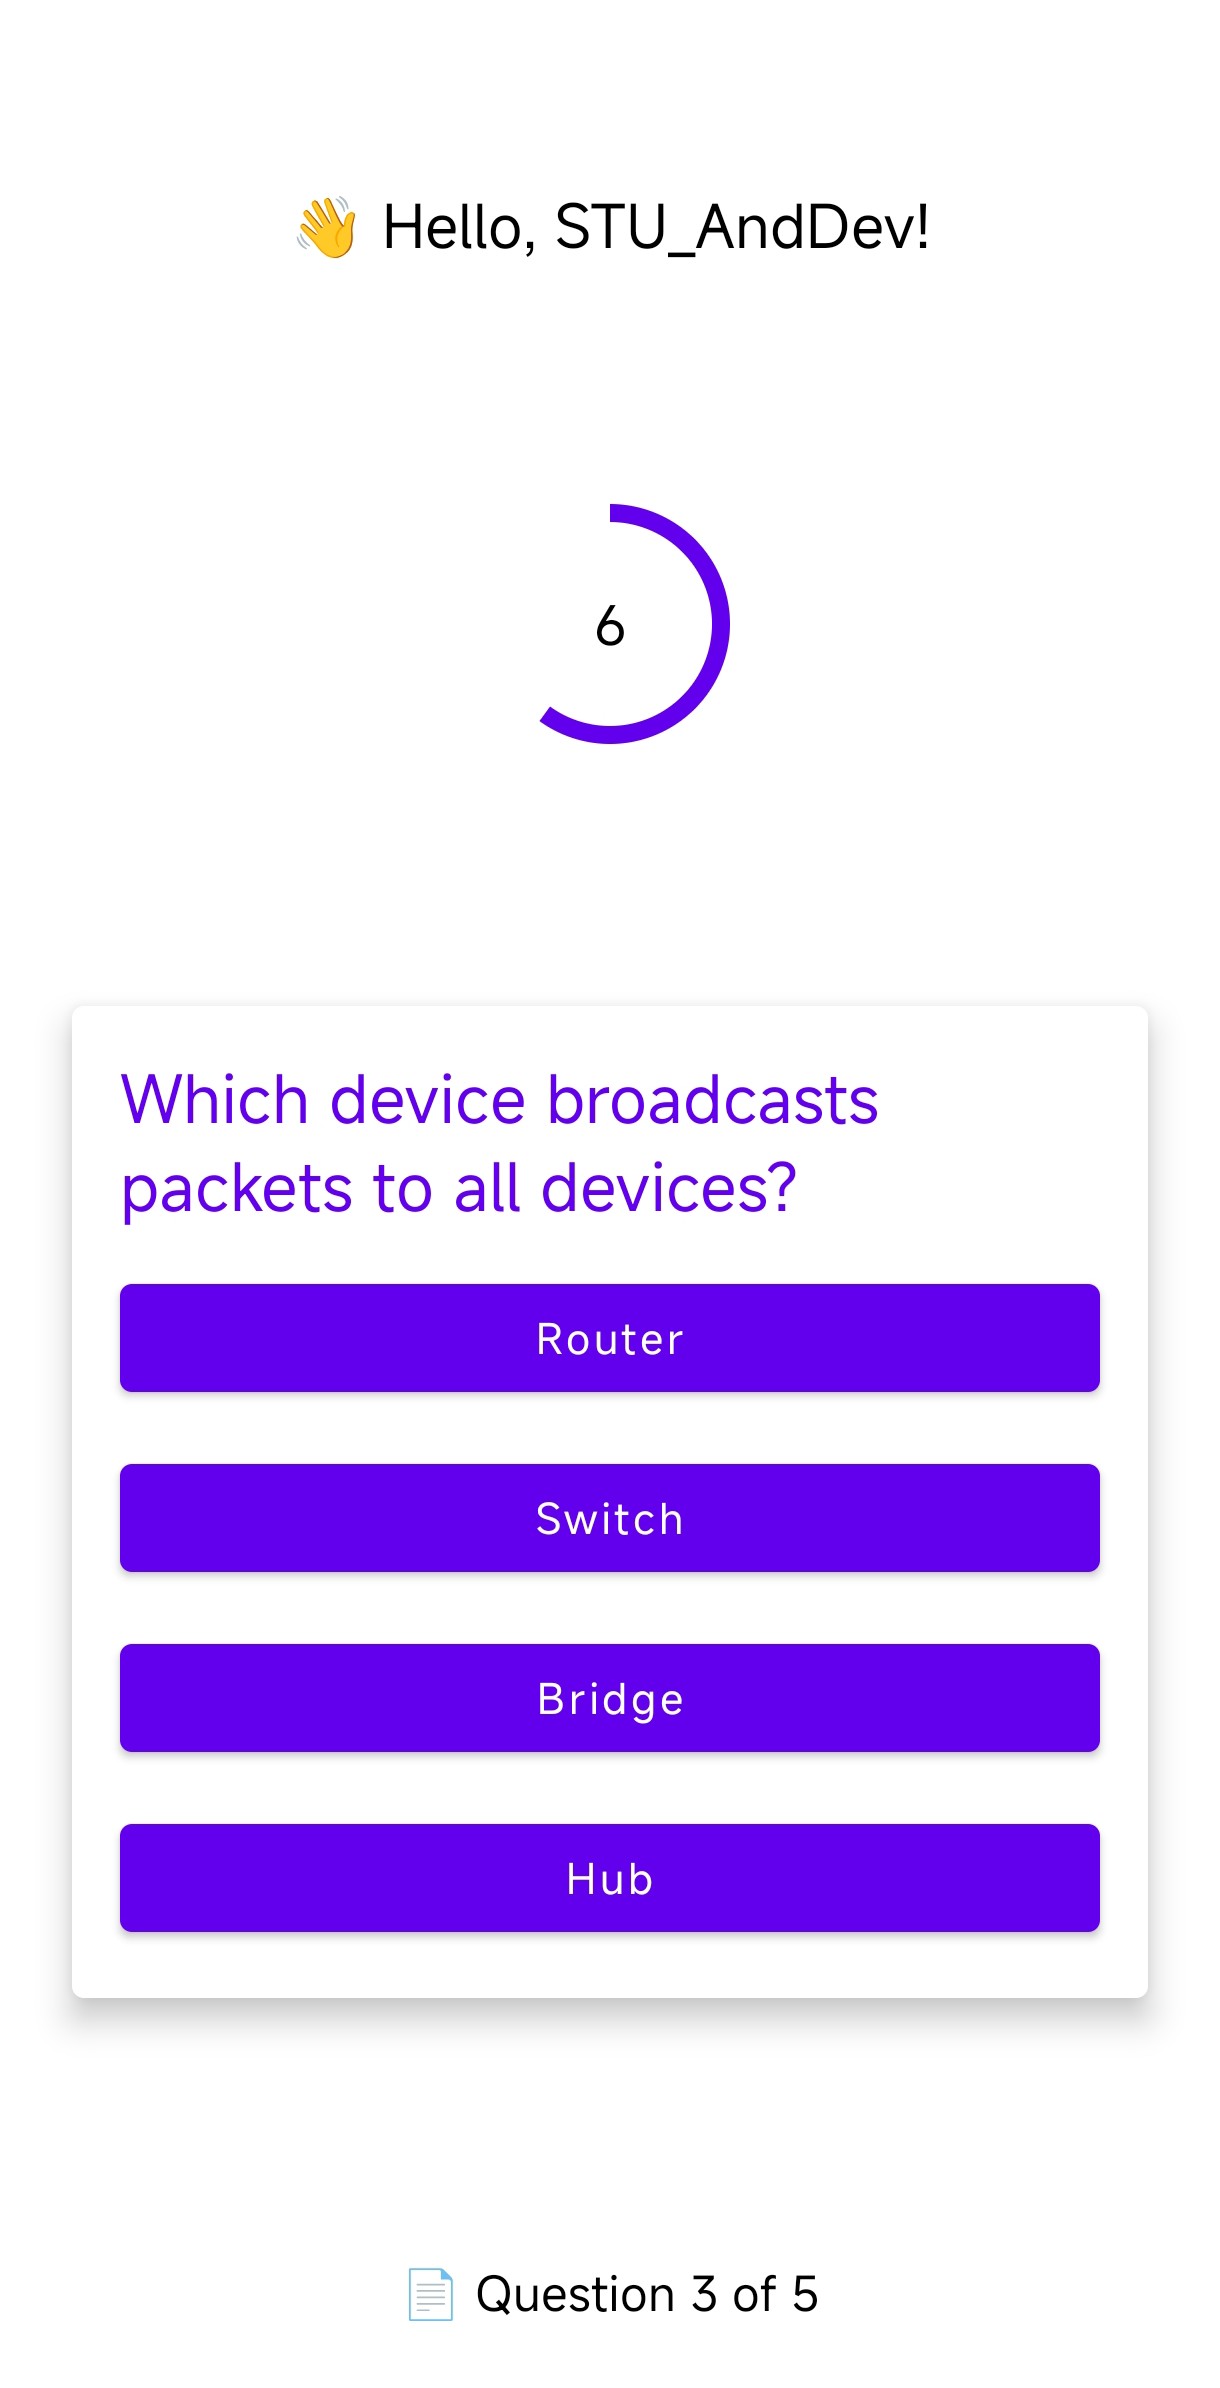 👋 Hello, STU_AndDev!
6
Which device broadcasts
packets to all devices?
Router
Switch
Bridge
Hub
📄 Question 3 of 5